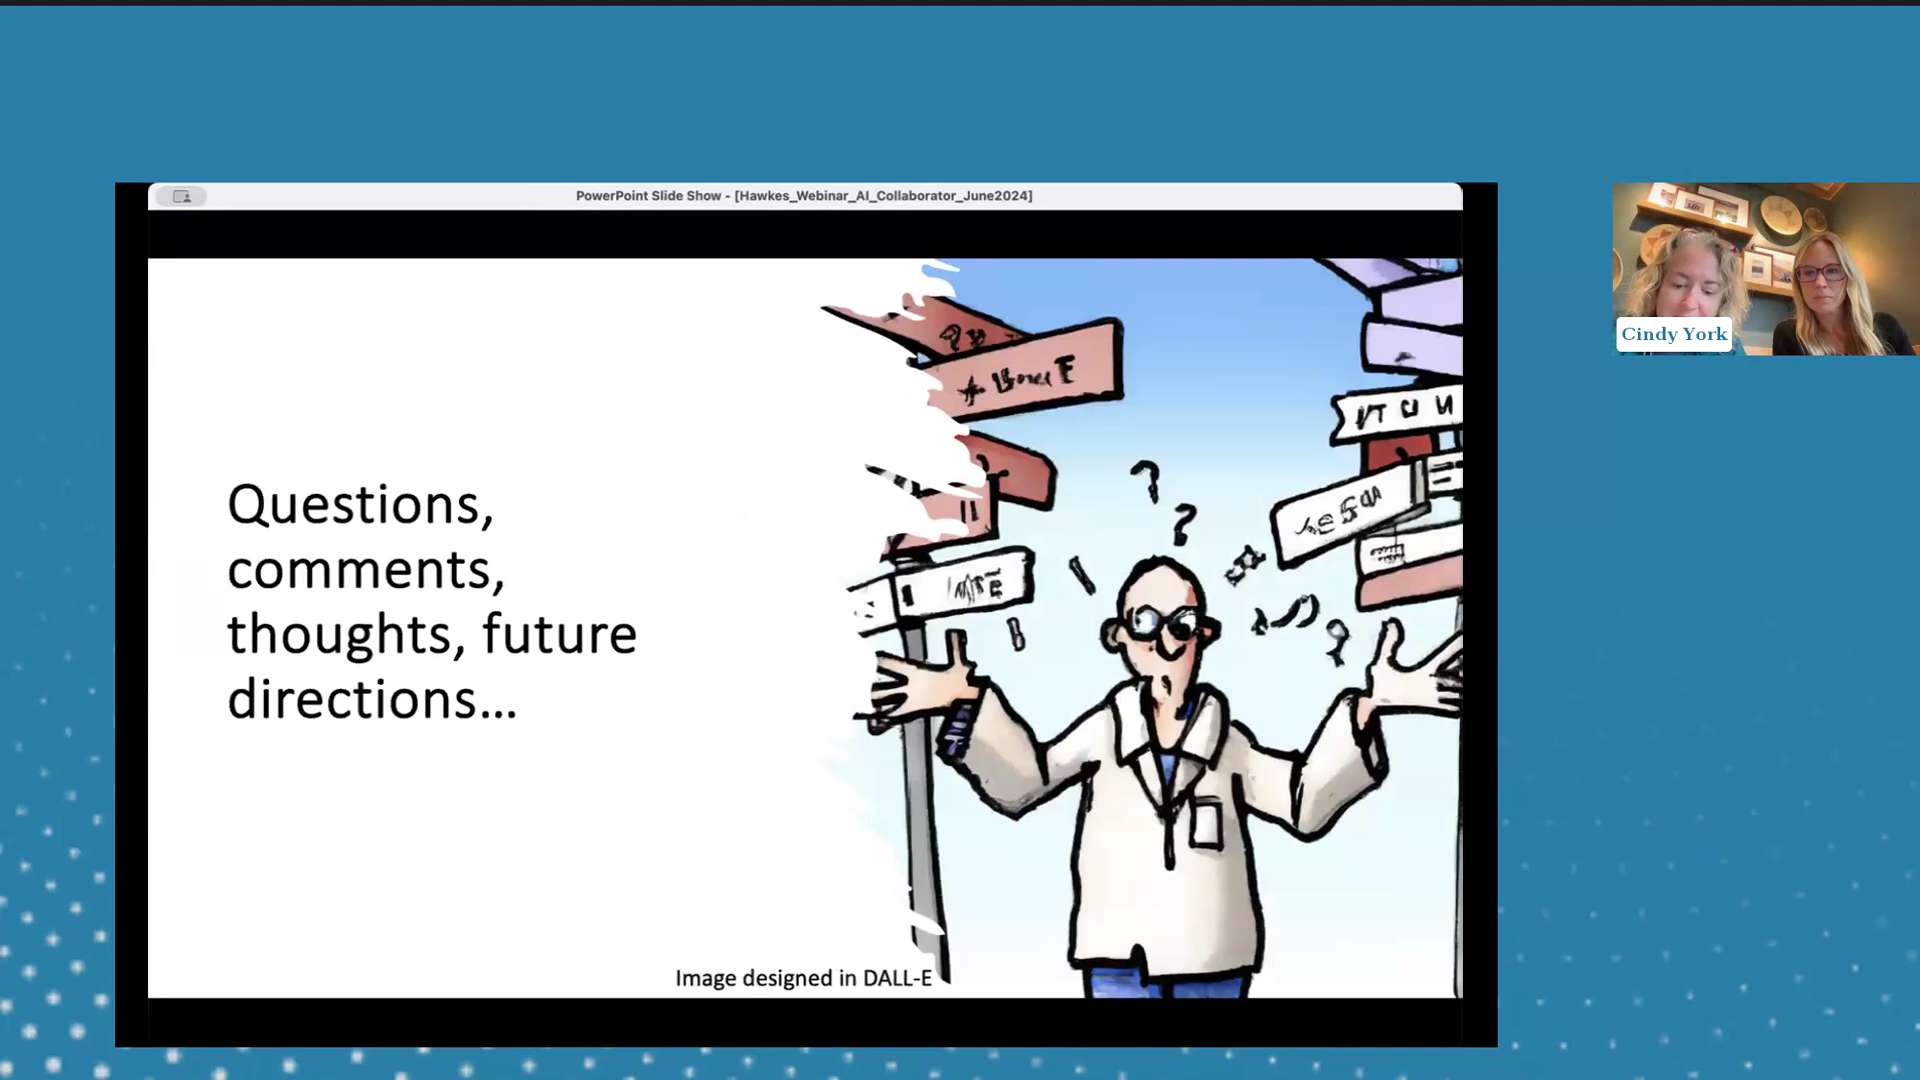 PowerPoint Slide Show - [Hawkes_Webinar_AI_Collaborator_June2024]
Cindy York
Questions,
comments,
thoughts, future
directions...
Image designed in DALL-E